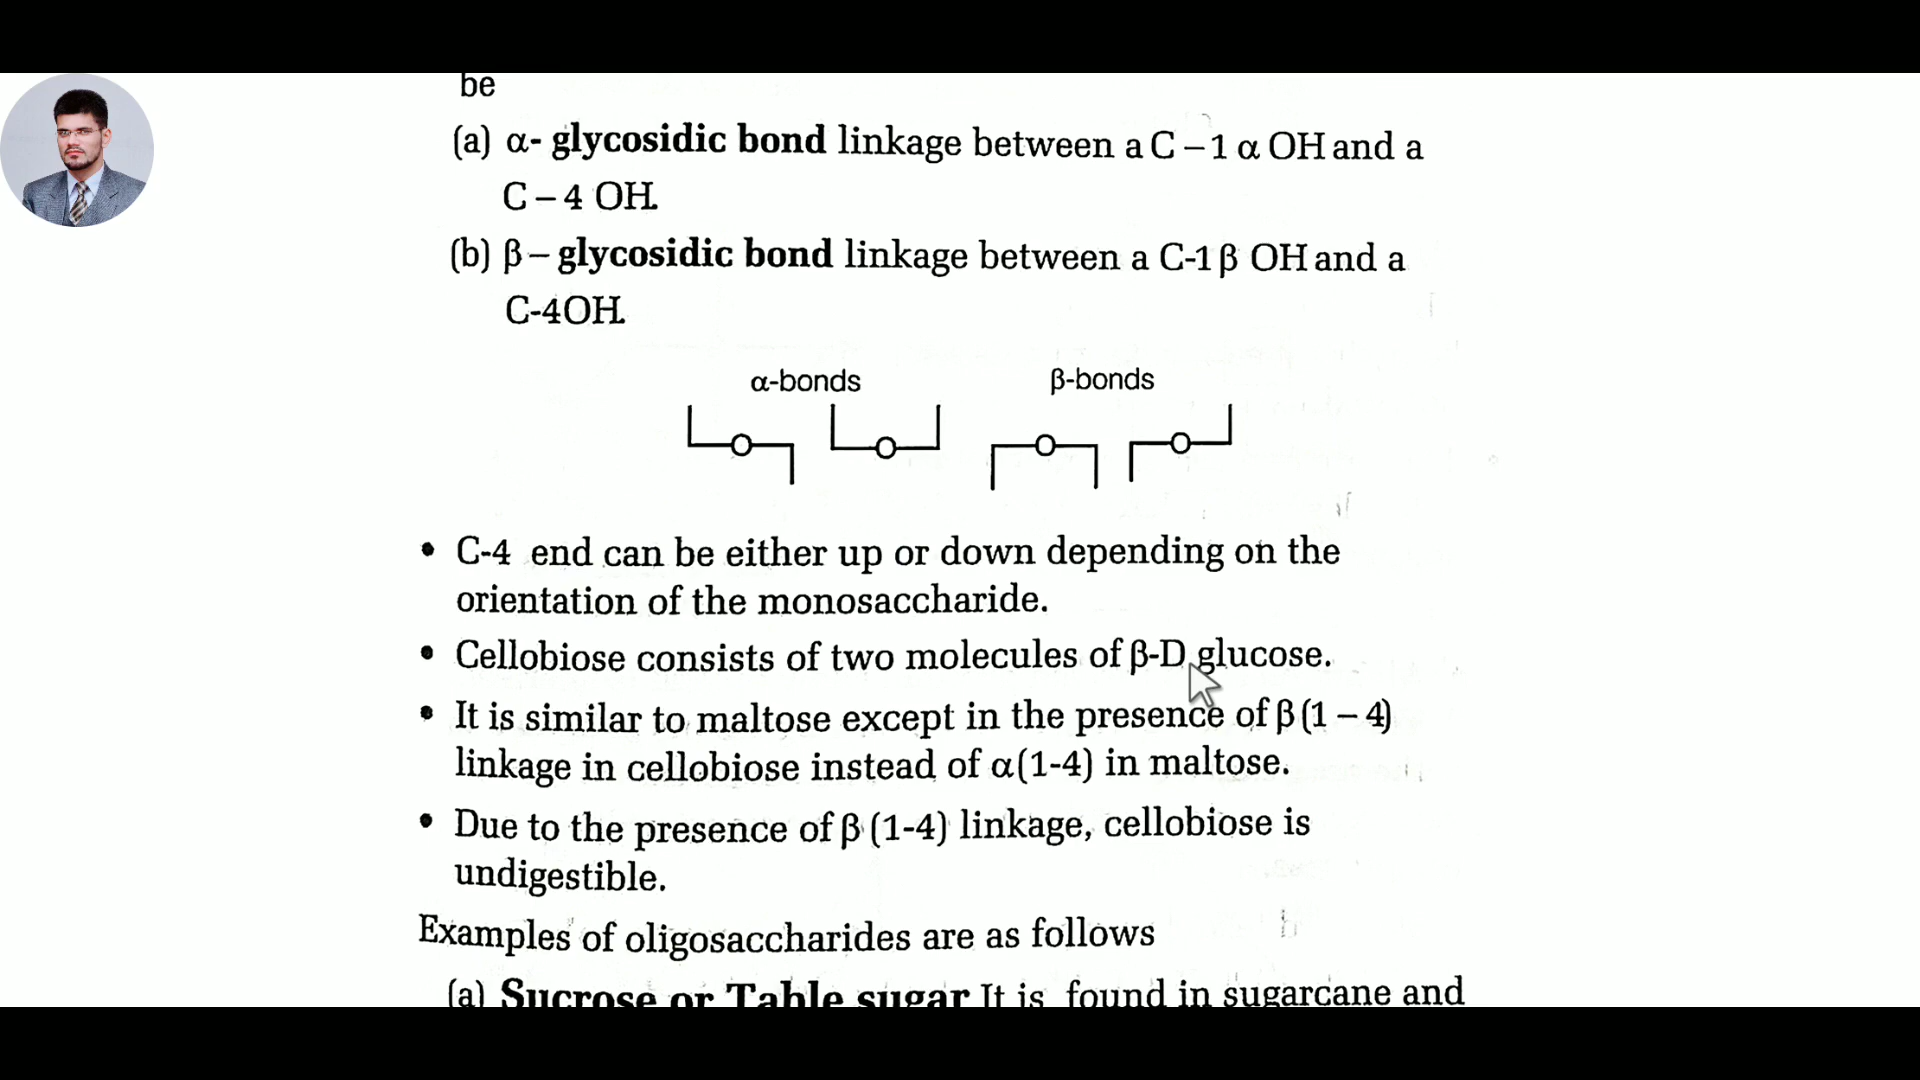 be
(a) α- glycosidic bond linkage between a C – 1 α OH and a
C – 4 OH.
(b) β – glycosidic bond linkage between a C-1 β OH and a
C-4OH.
α-bonds β-bonds
• C-4 end can be either up or down depending on the
orientation of the monosaccharide.
• Cellobiose consists of two molecules of β-D glucose.
• It is similar to maltose except in the presence of β (1 – 4)
linkage in cellobiose instead of α(1-4) in maltose.
• Due to the presence of β (1-4) linkage, cellobiose is
undigestible.
Examples of oligosaccharides are as follows
(a) Sucrose or Table sugar It is found in sugarcane and